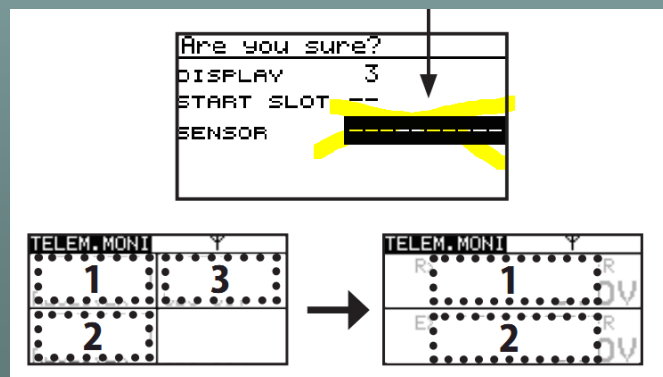 Are you sure?
DISPLAY 3
START SLOT --
SENSOR ----------
TELEM.MONI
1 3
2
TELEM.MONI
1
2